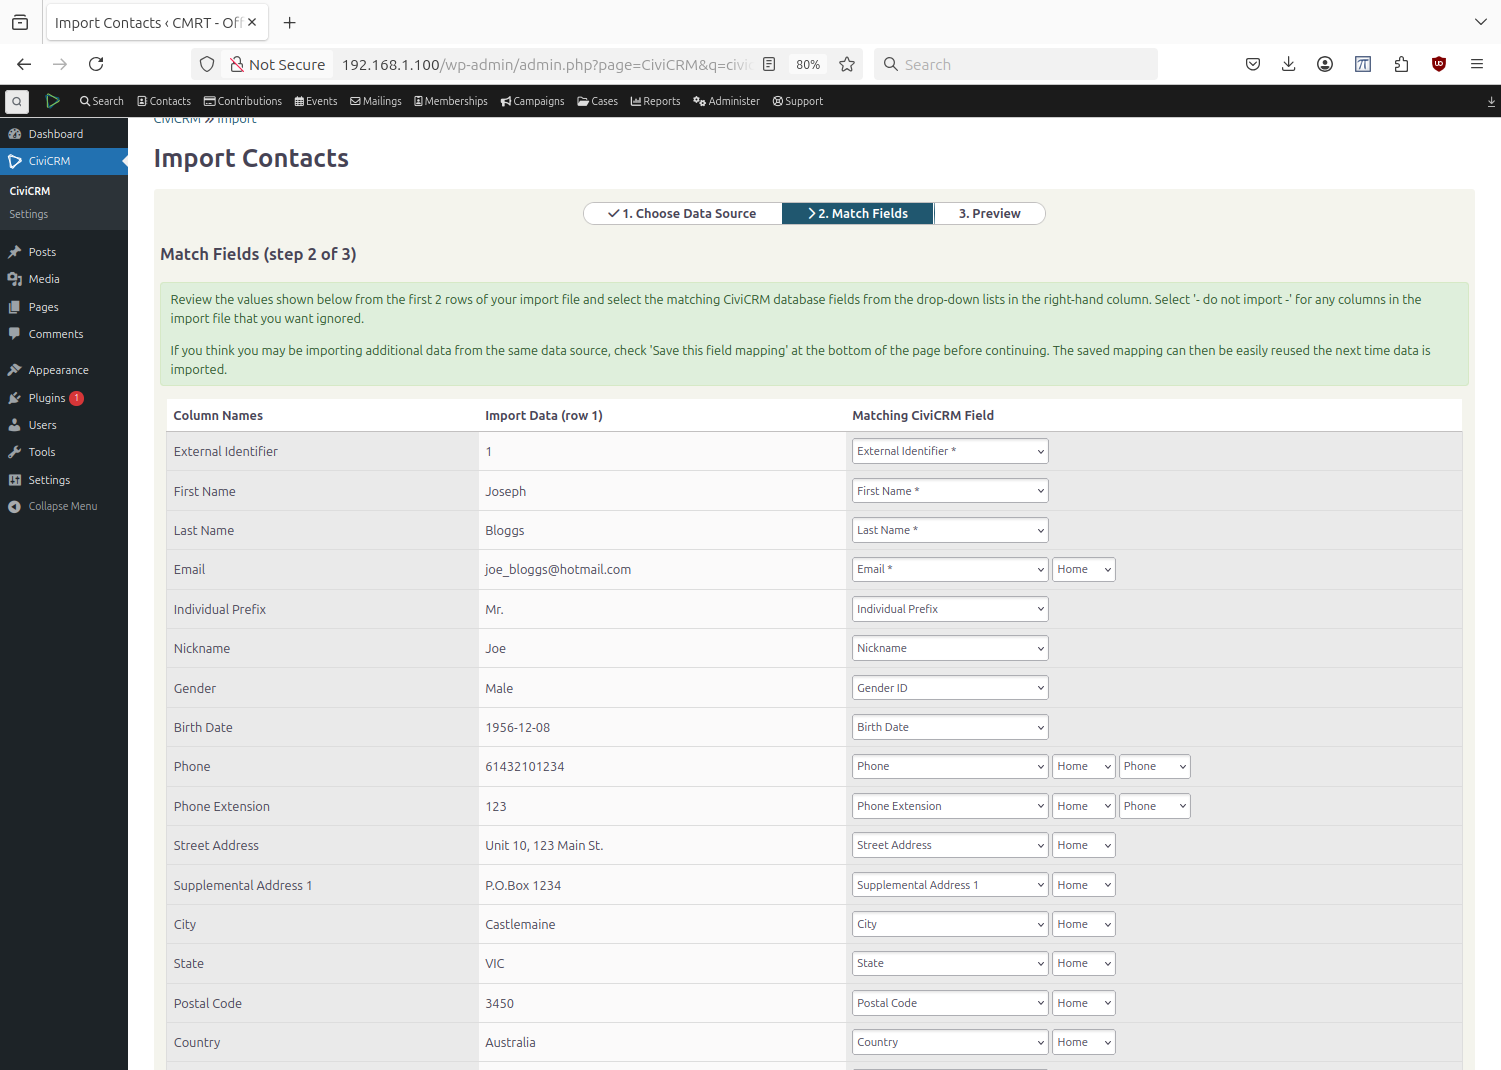 Import Contacts ‹ CMRT - Off
Not Secure
192.168.1.100/wp-admin/admin.php?page=CiviCRM&q=civic
80%
Search
Search Contacts Contributions Events Mailings Memberships Campaigns Cases Reports Administer Support
Dashboard
CiviCRM
CiviCRM
Settings
Posts
Media
Pages
Comments
Appearance
Plugins 1
Users
Tools
Settings
Collapse Menu
CiviCRM » Import
Import Contacts
1. Choose Data Source 2. Match Fields 3. Preview
Match Fields (step 2 of 3)
Review the values shown below from the first 2 rows of your import file and select the matching CiviCRM database fields from the drop-down lists in the right-hand column. Select '- do not import -' for any columns in the
import file that you want ignored.
If you think you may be importing additional data from the same data source, check 'Save this field mapping' at the bottom of the page before continuing. The saved mapping can then be easily reused the next time data is
imported.
Column Names Import Data (row 1) Matching CiviCRM Field
External Identifier 1 External Identifier *
First Name Joseph First Name *
Last Name Bloggs Last Name *
Email joe_bloggs@hotmail.com Email * Home
Individual Prefix Mr. Individual Prefix
Nickname Joe Nickname
Gender Male Gender ID
Birth Date 1956-12-08 Birth Date
Phone 61432101234 Phone Home Phone
Phone Extension 123 Phone Extension Home Phone
Street Address Unit 10, 123 Main St. Street Address Home
Supplemental Address 1 P.O.Box 1234 Supplemental Address 1 Home
City Castlemaine City Home
State VIC State Home
Postal Code 3450 Postal Code Home
Country Australia Country Home